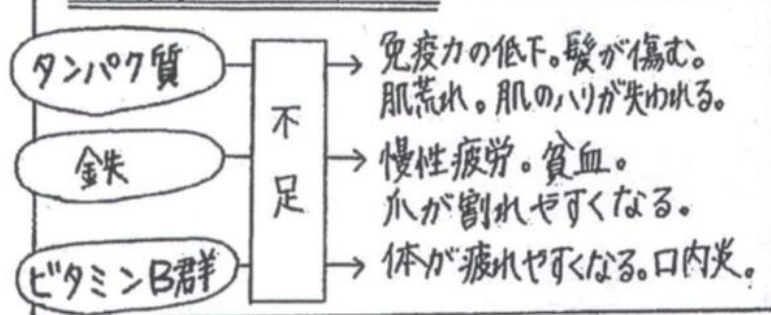 タンパク質
不足
免疫力の低下。髪が傷む。
肌荒れ。肌のハリが失われる。
鉄
慢性疲労。貧血。
爪が割れやすくなる。
ビタミンB群
体が疲れやすくなる。口内炎。